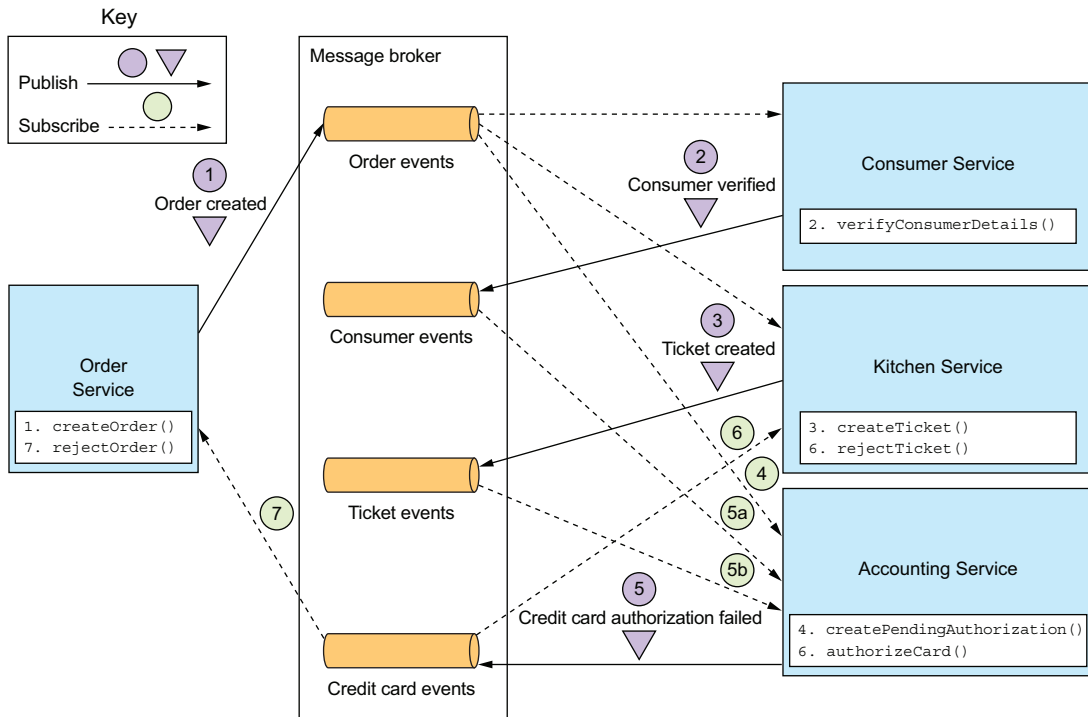 Key
Publish
Subscribe
Message broker
Order events
Consumer events
Ticket events
Credit card events
1
Order created
Order
Service
1. createOrder()
7. rejectOrder()
7
2
Consumer verified
3
Ticket created
6
4
5a
5b
5
Credit card authorization failed
Consumer Service
2. verifyConsumerDetails()
Kitchen Service
3. createTicket()
6. rejectTicket()
Accounting Service
4. createPendingAuthorization()
6. authorizeCard()